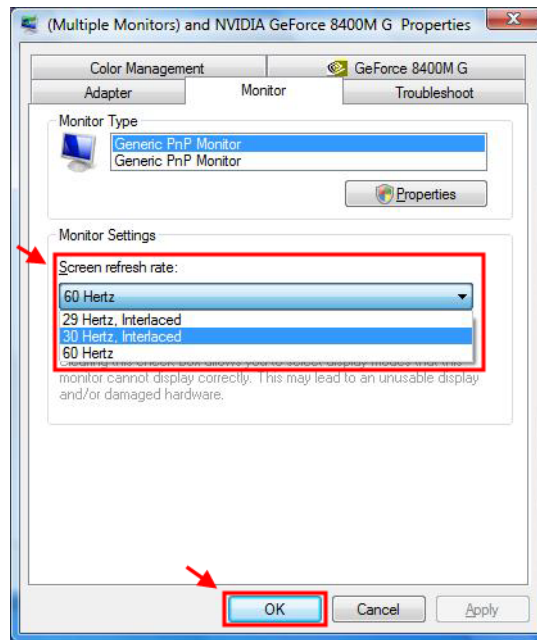 (Multiple Monitors) and NVIDIA GeForce 8400M G Properties
Color Management
GeForce 8400M G
Adapter
Monitor
Troubleshoot
Monitor Type
Generic PnP Monitor
Generic PnP Monitor
Properties
Monitor Settings
Screen refresh rate:
60 Hertz
29 Hertz, Interlaced
30 Hertz, Interlaced
60 Hertz
monitor cannot display correctly. This may lead to an unusable display
and/or damaged hardware.
OK
Cancel
Apply